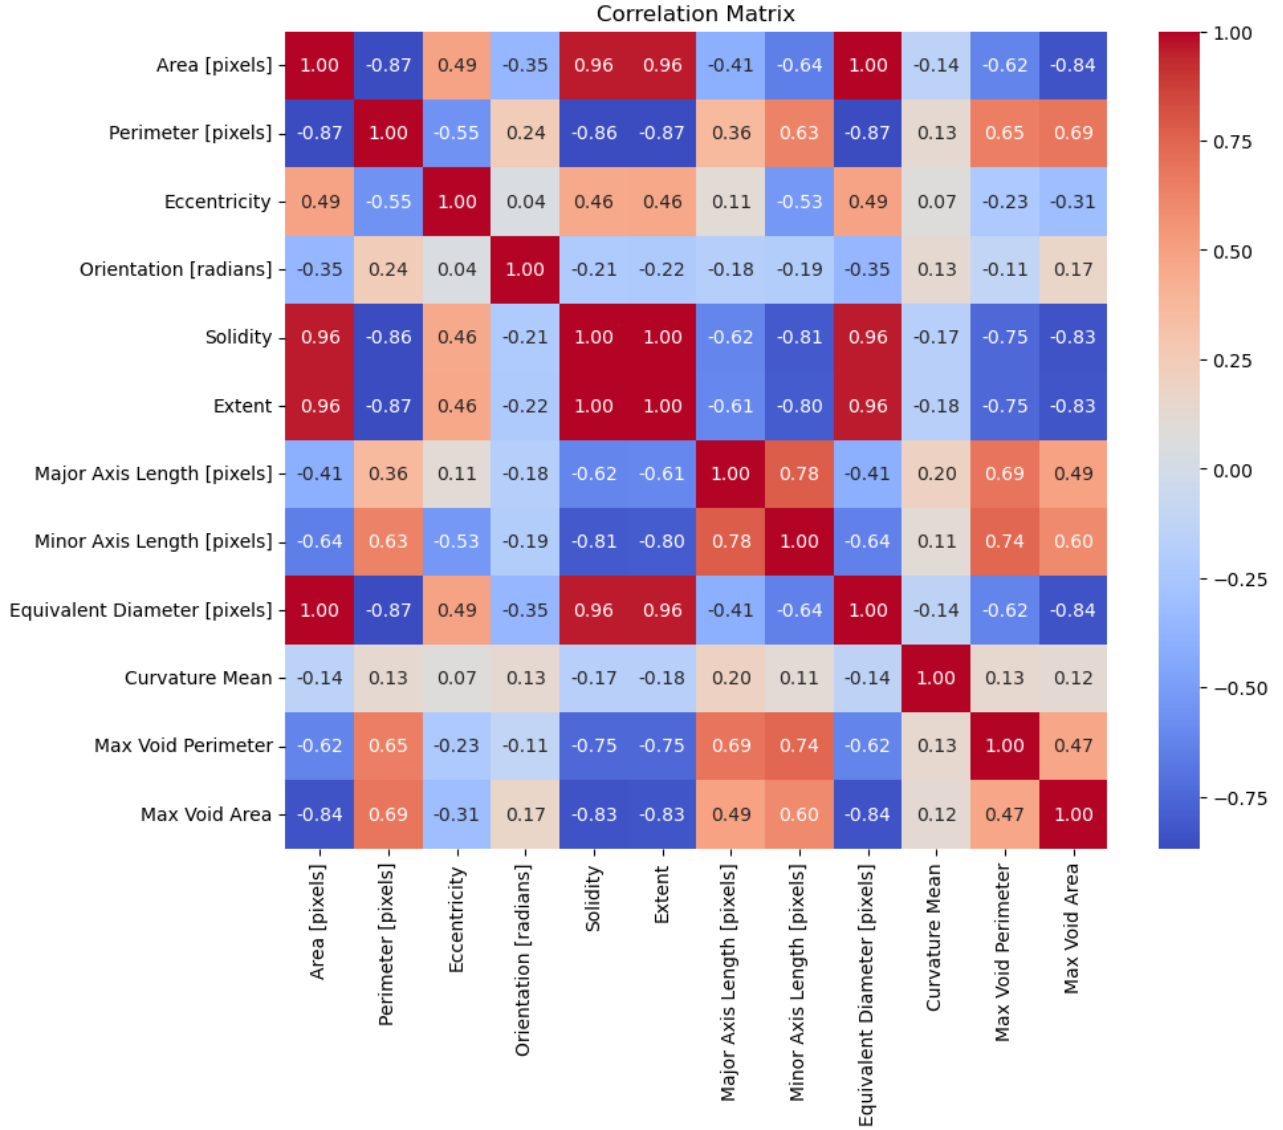 Correlation Matrix
Area [pixels] 1.00 -0.87 0.49 -0.35 0.96 0.96 -0.41 -0.64 1.00 -0.14 -0.62 -0.84
Perimeter [pixels] -0.87 1.00 -0.55 0.24 -0.86 -0.87 0.36 0.63 -0.87 0.13 0.65 0.69
Eccentricity 0.49 -0.55 1.00 0.04 0.46 0.46 0.11 -0.53 0.49 0.07 -0.23 -0.31
Orientation [radians] -0.35 0.24 0.04 1.00 -0.21 -0.22 -0.18 -0.19 -0.35 0.13 -0.11 0.17
Solidity 0.96 -0.86 0.46 -0.21 1.00 1.00 -0.62 -0.81 0.96 -0.17 -0.75 -0.83
Extent 0.96 -0.87 0.46 -0.22 1.00 1.00 -0.61 -0.80 0.96 -0.18 -0.75 -0.83
Major Axis Length [pixels] -0.41 0.36 0.11 -0.18 -0.62 -0.61 1.00 0.78 -0.41 0.20 0.69 0.49
Minor Axis Length [pixels] -0.64 0.63 -0.53 -0.19 -0.81 -0.80 0.78 1.00 -0.64 0.11 0.74 0.60
Equivalent Diameter [pixels] 1.00 -0.87 0.49 -0.35 0.96 0.96 -0.41 -0.64 1.00 -0.14 -0.62 -0.84
Curvature Mean -0.14 0.13 0.07 0.13 -0.17 -0.18 0.20 0.11 -0.14 1.00 0.13 0.12
Max Void Perimeter -0.62 0.65 -0.23 -0.11 -0.75 -0.75 0.69 0.74 -0.62 0.13 1.00 0.47
Max Void Area -0.84 0.69 -0.31 0.17 -0.83 -0.83 0.49 0.60 -0.84 0.12 0.47 1.00
Area [pixels]
Perimeter [pixels]
Eccentricity
Orientation [radians]
Solidity
Extent
Major Axis Length [pixels]
Minor Axis Length [pixels]
Equivalent Diameter [pixels]
Curvature Mean
Max Void Perimeter
Max Void Area
1.00
0.75
0.50
0.25
0.00
−0.25
−0.50
−0.75